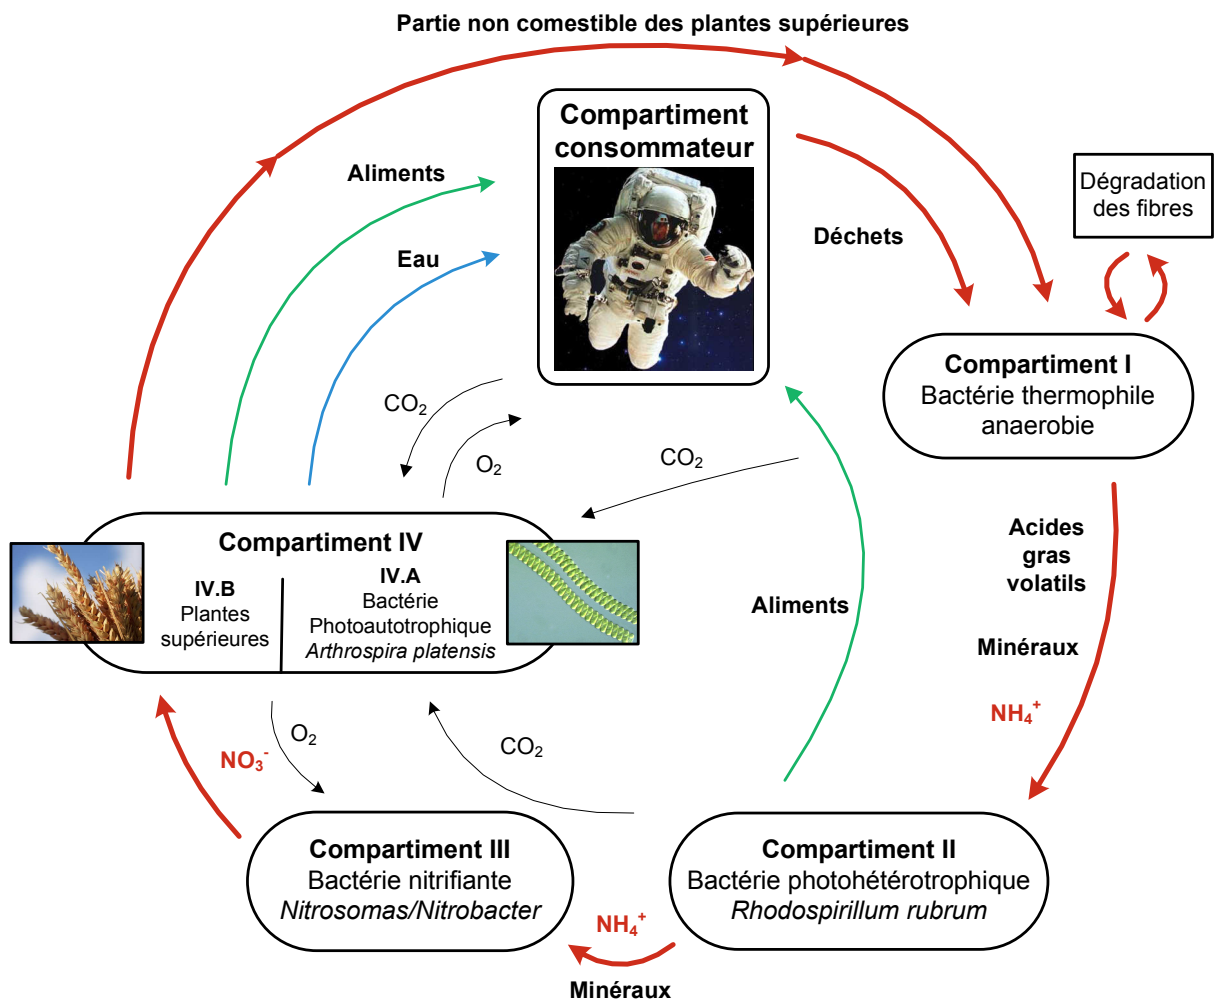 Partie non comestible des plantes supérieures
Compartiment
consommateur
Aliments
Eau
Déchets
Dégradation
des fibres
Compartiment I
Bactérie thermophile
anaerobie
CO₂
O₂
CO₂
Acides
gras
volatils
Minéraux
NH₄⁺
Aliments
Compartiment IV
IV.B
Plantes
supérieures
IV.A
Bactérie
Photoautotrophique
Arthrospira platensis
NO₃⁻
O₂
CO₂
Compartiment III
Bactérie nitrifiante
Nitrosomas/Nitrobacter
Compartiment II
Bactérie photohétérotrophique
Rhodospirillum rubrum
NH₄⁺
Minéraux